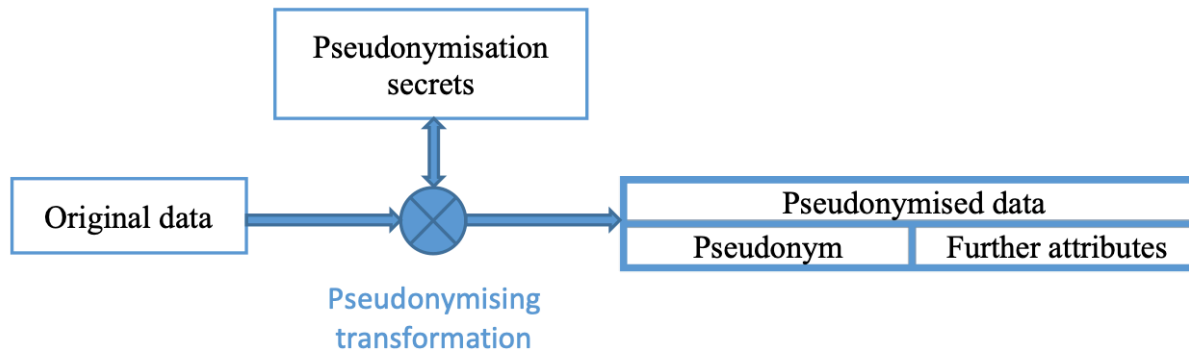 Pseudonymisation
secrets
Original data
Pseudonymised data
Pseudonym
Further attributes
Pseudonymising
transformation